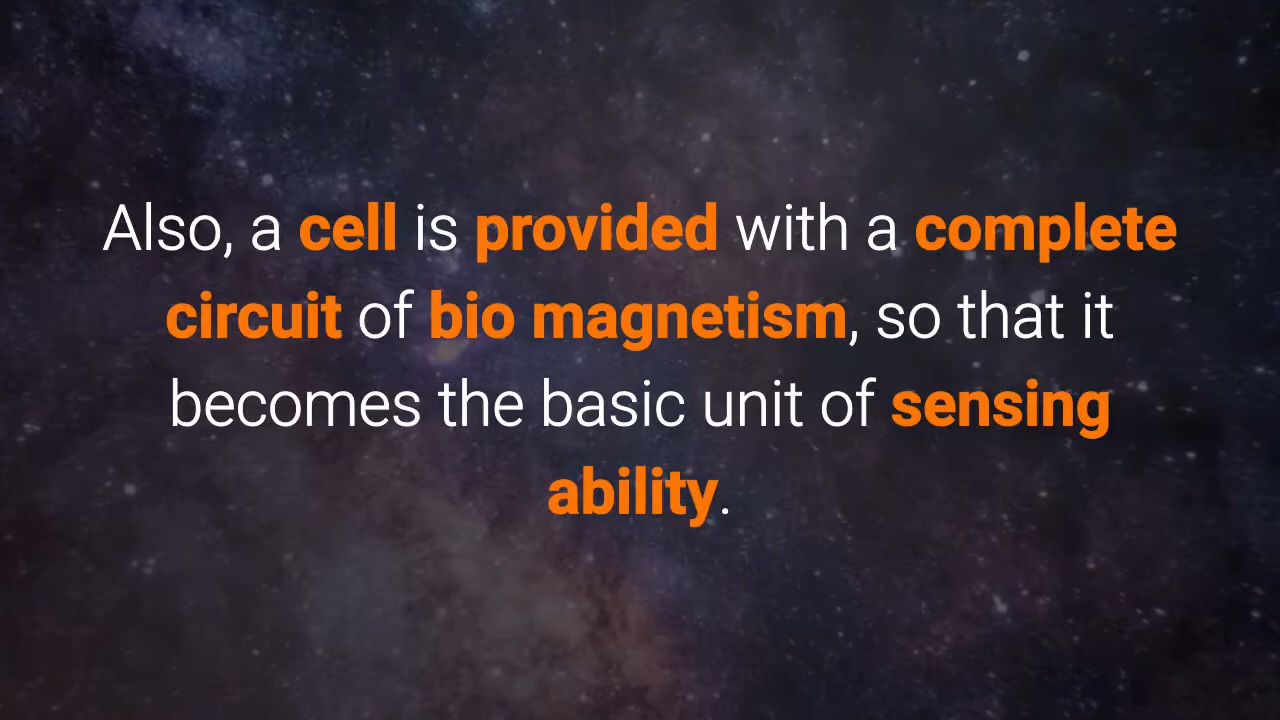 Also, a cell is provided with a complete
circuit of bio magnetism, so that it
becomes the basic unit of sensing
ability.